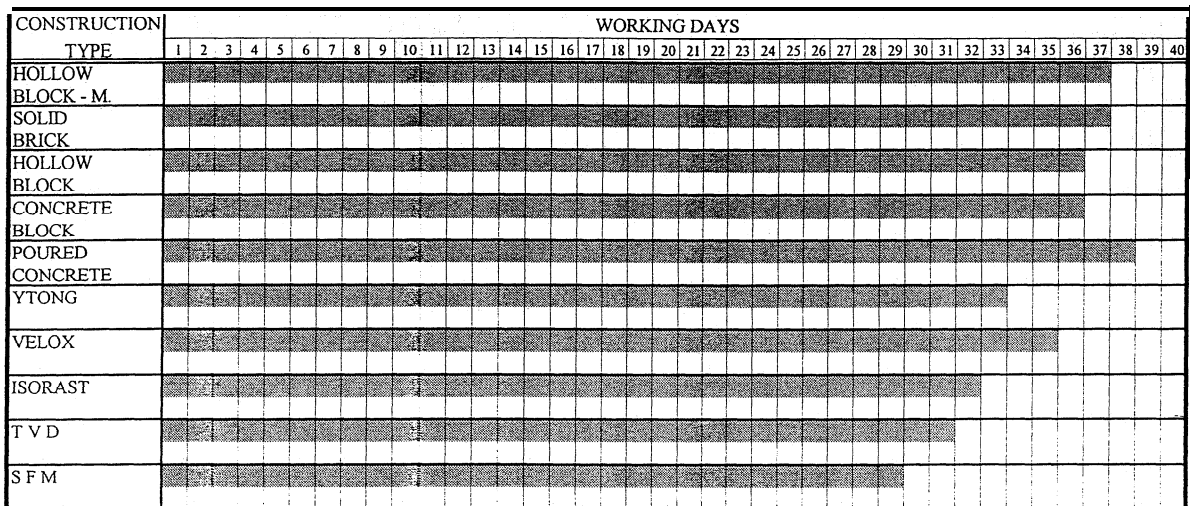 CONSTRUCTION WORKING DAYS
TYPE 1 2 3 4 5 6 7 8 9 10 11 12 13 14 15 16 17 18 19 20 21 22 23 24 25 26 27 28 29 30 31 32 33 34 35 36 37 38 39 40
HOLLOW
BLOCK - M.
SOLID
BRICK
HOLLOW
BLOCK
CONCRETE
BLOCK
POURED
CONCRETE
YTONG
VELOX
ISORAST
T V D
S F M